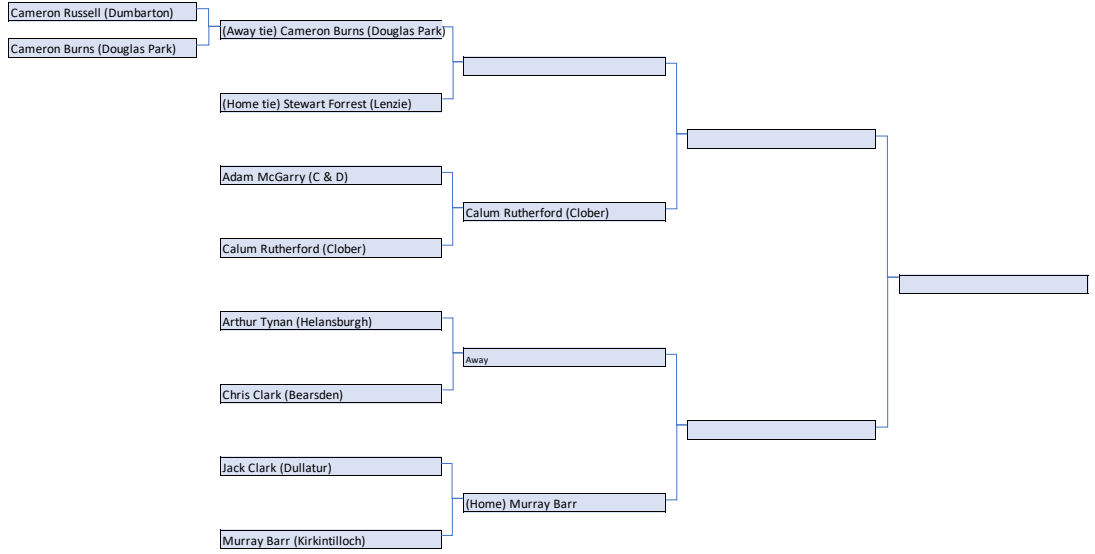 Cameron Russell (Dumbarton)
(Away tie) Cameron Burns (Douglas Park)
Cameron Burns (Douglas Park)
(Home tie) Stewart Forrest (Lenzie)
Adam McGarry (C & D)
Calum Rutherford (Clober)
Calum Rutherford (Clober)
Arthur Tynan (Helansburgh)
Away
Chris Clark (Bearsden)
Jack Clark (Dullatur)
(Home) Murray Barr
Murray Barr (Kirkintilloch)